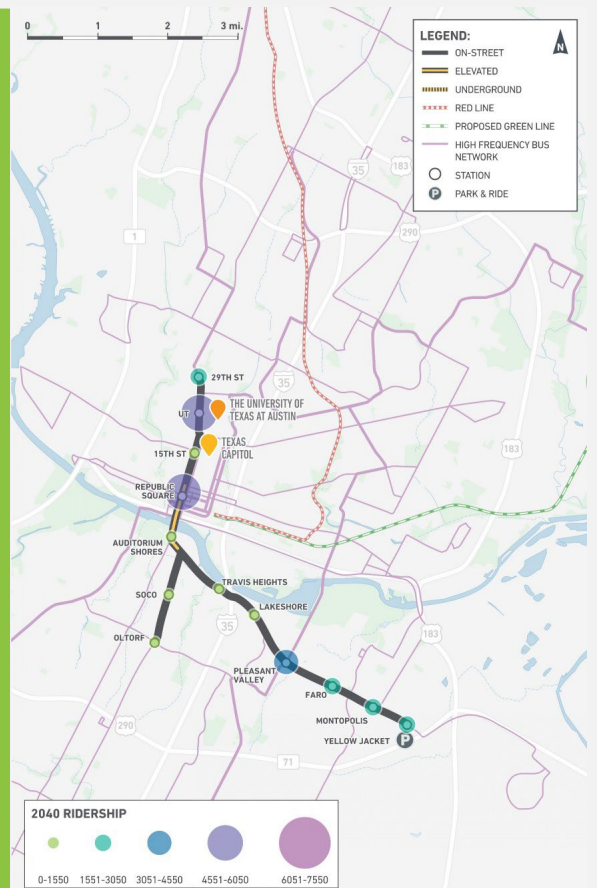 0 1 2 3 mi.
LEGEND:
N
ON-STREET
ELEVATED
UNDERGROUND
RED LINE
PROPOSED GREEN LINE
HIGH FREQUENCY BUS
NETWORK
STATION
P PARK & RIDE
35
183
290
1
29TH ST
35
UT
THE UNIVERSITY OF
TEXAS AT AUSTIN
15TH ST
TEXAS
CAPITOL
183
REPUBLIC
SQUARE
AUDITORIUM
SHORES
TRAVIS HEIGHTS
SOCO
LAKESHORE
35
183
OLTORF
PLEASANT
VALLEY
FARO
MONTOPOLIS
290
YELLOW JACKET P
71
2040 RIDERSHIP
0-1550 1551-3050 3051-4550 4551-6050 6051-7550